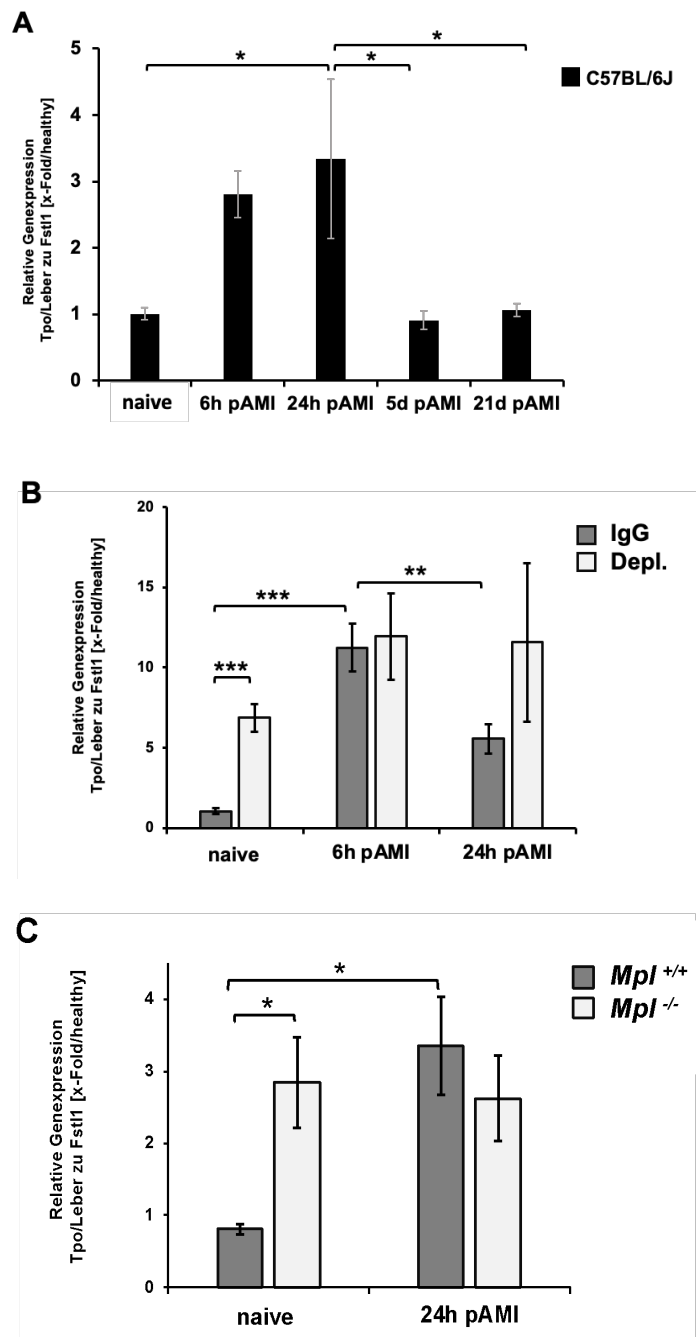 A
Relative Genexpression
Tpo/Leber zu Fstl1 [x-Fold/healthy]
5
4
3
2
1
0
*
*
*
C57BL/6J
naive 6h pAMI 24h pAMI 5d pAMI 21d pAMI
B
Relative Genexpression
Tpo/Leber zu Fstl1 [x-Fold/healthy]
20
15
10
5
0
***
***
**
IgG
Depl.
naive 6h pAMI 24h pAMI
C
Relative Genexpression
Tpo/Leber zu Fstl1 [x-Fold/healthy]
4
3
2
1
0
*
*
Mpl +/+
Mpl -/-
naive 24h pAMI